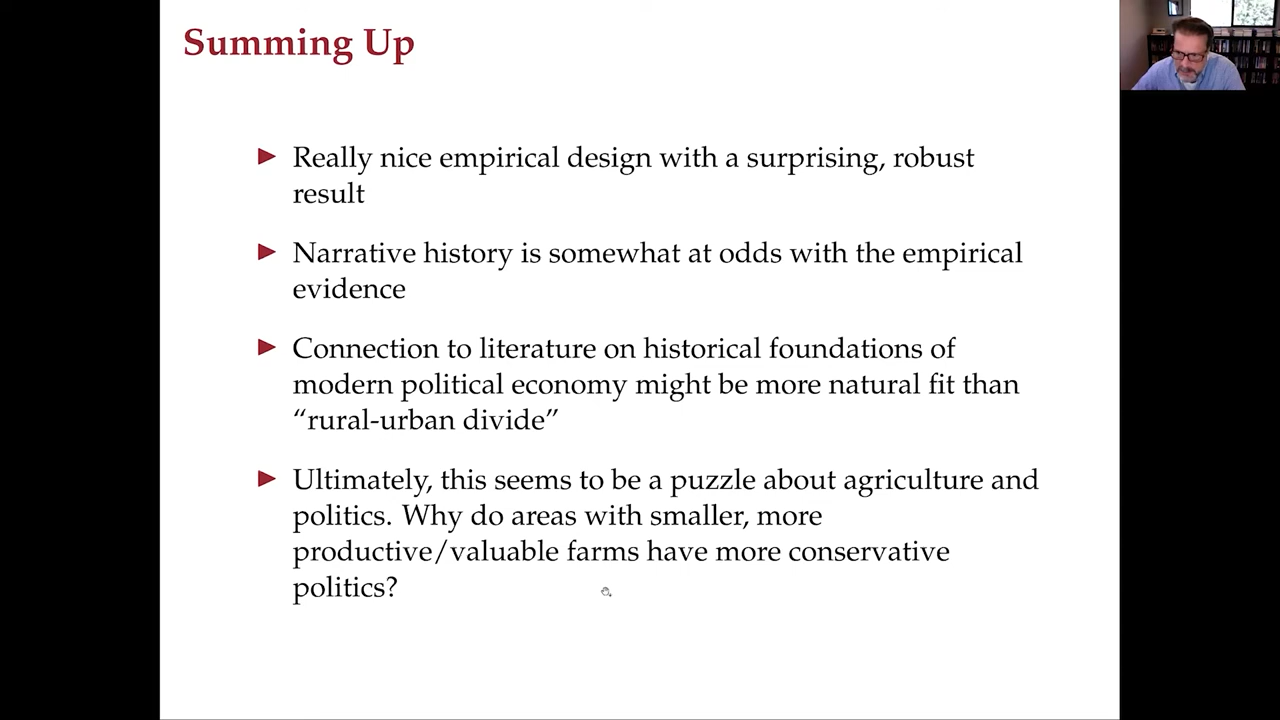 Summing Up
Really nice empirical design with a surprising, robust
result
Narrative history is somewhat at odds with the empirical
evidence
Connection to literature on historical foundations of
modern political economy might be more natural fit than
“rural-urban divide”
Ultimately, this seems to be a puzzle about agriculture and
politics. Why do areas with smaller, more
productive/valuable farms have more conservative
politics?